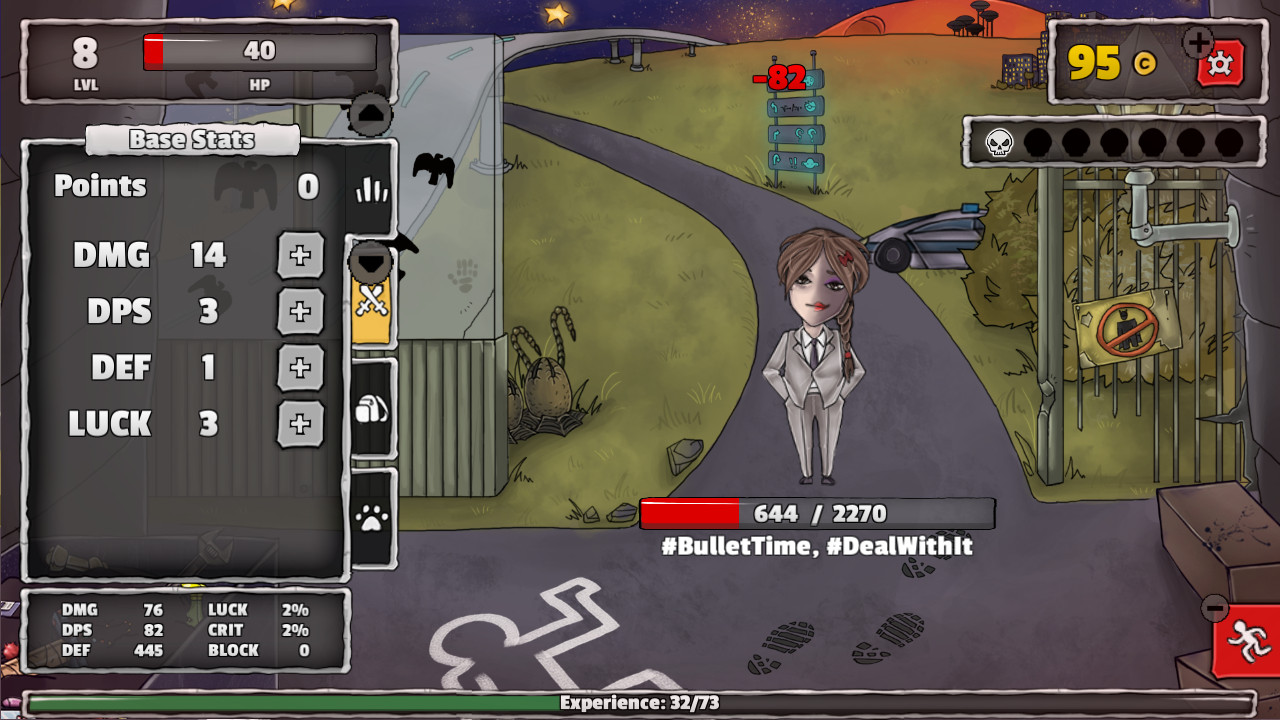 8
LVL
40
HP
95 C
-82
Base Stats
Points 0
DMG 14 +
DPS 3 +
DEF 1 +
LUCK 3 +
644 / 2270
#BulletTime, #DealWithIt
DMG 76 LUCK 2%
DPS 82 CRIT 2%
DEF 445 BLOCK 0
Experience: 32/73